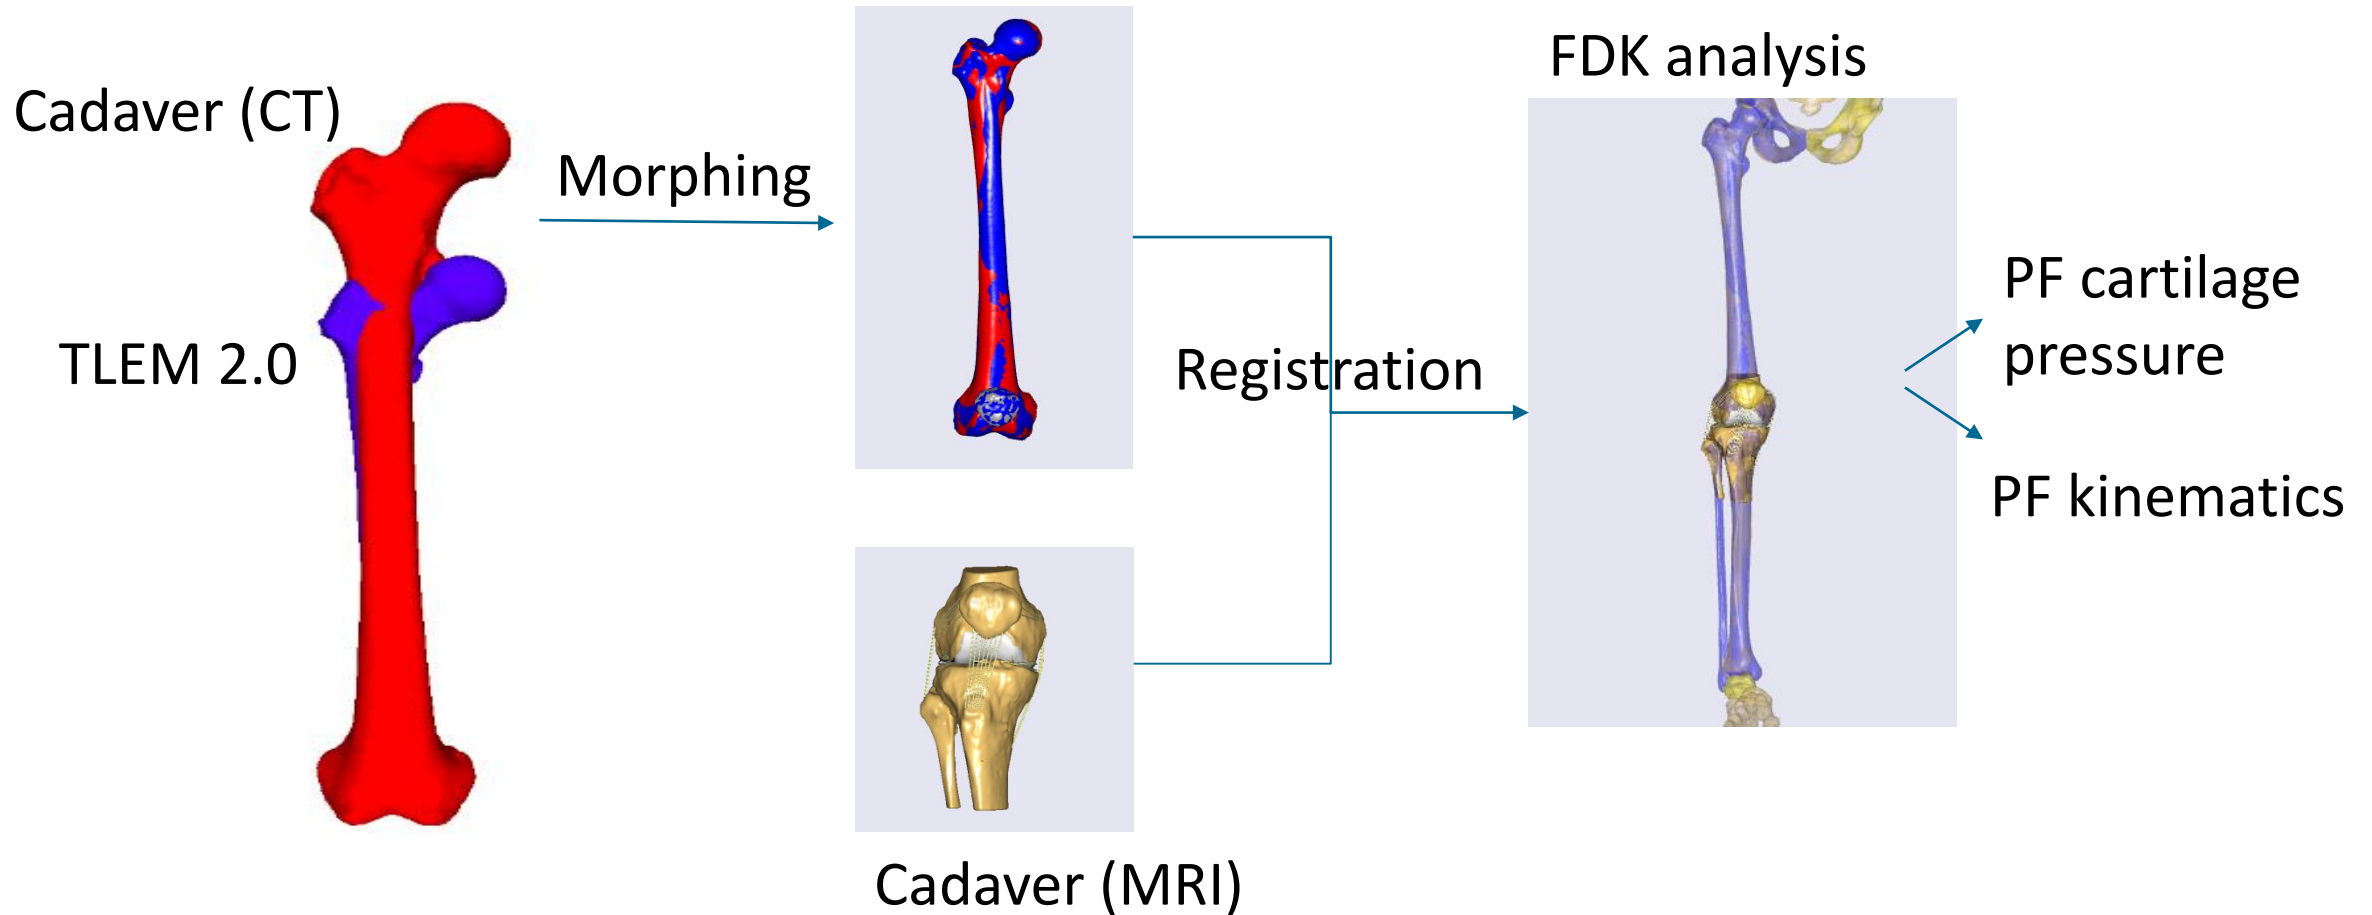 Cadaver (CT)
TLEM 2.0
Morphing
Cadaver (MRI)
Registration
FDK analysis
PF cartilage
pressure
PF kinematics